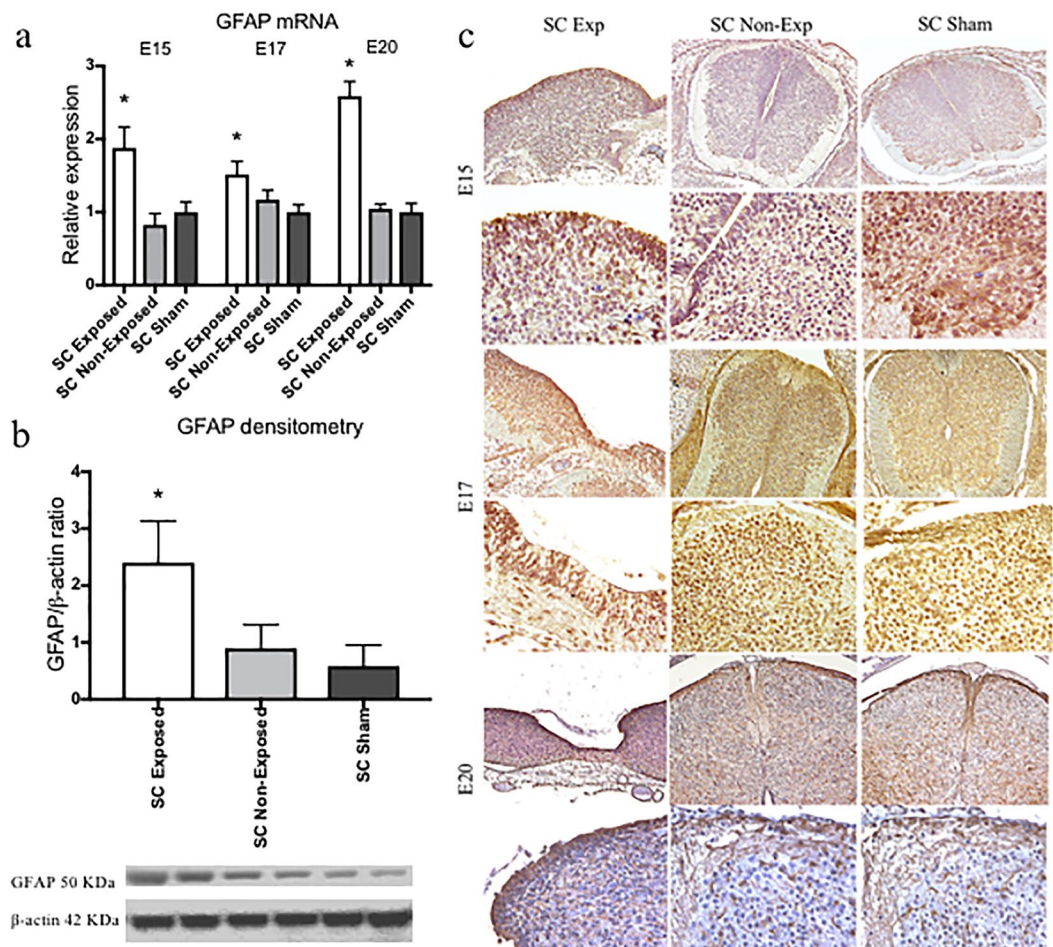 a
GFAP mRNA
E15
E17
E20
Relative expression
3
2
1
0
*
*
*
SC Exposed
SC Non-Exposed
SC Sham
SC Exposed
SC Non-Exposed
SC Sham
SC Exposed
SC Non-Exposed
SC Sham
b
GFAP densitometry
GFAP/β-actin ratio
4
3
2
1
0
*
SC Exposed
SC Non-Exposed
SC Sham
GFAP 50 KDa
β-actin 42 KDa
c
SC Exp
SC Non-Exp
SC Sham
E15
E17
E20